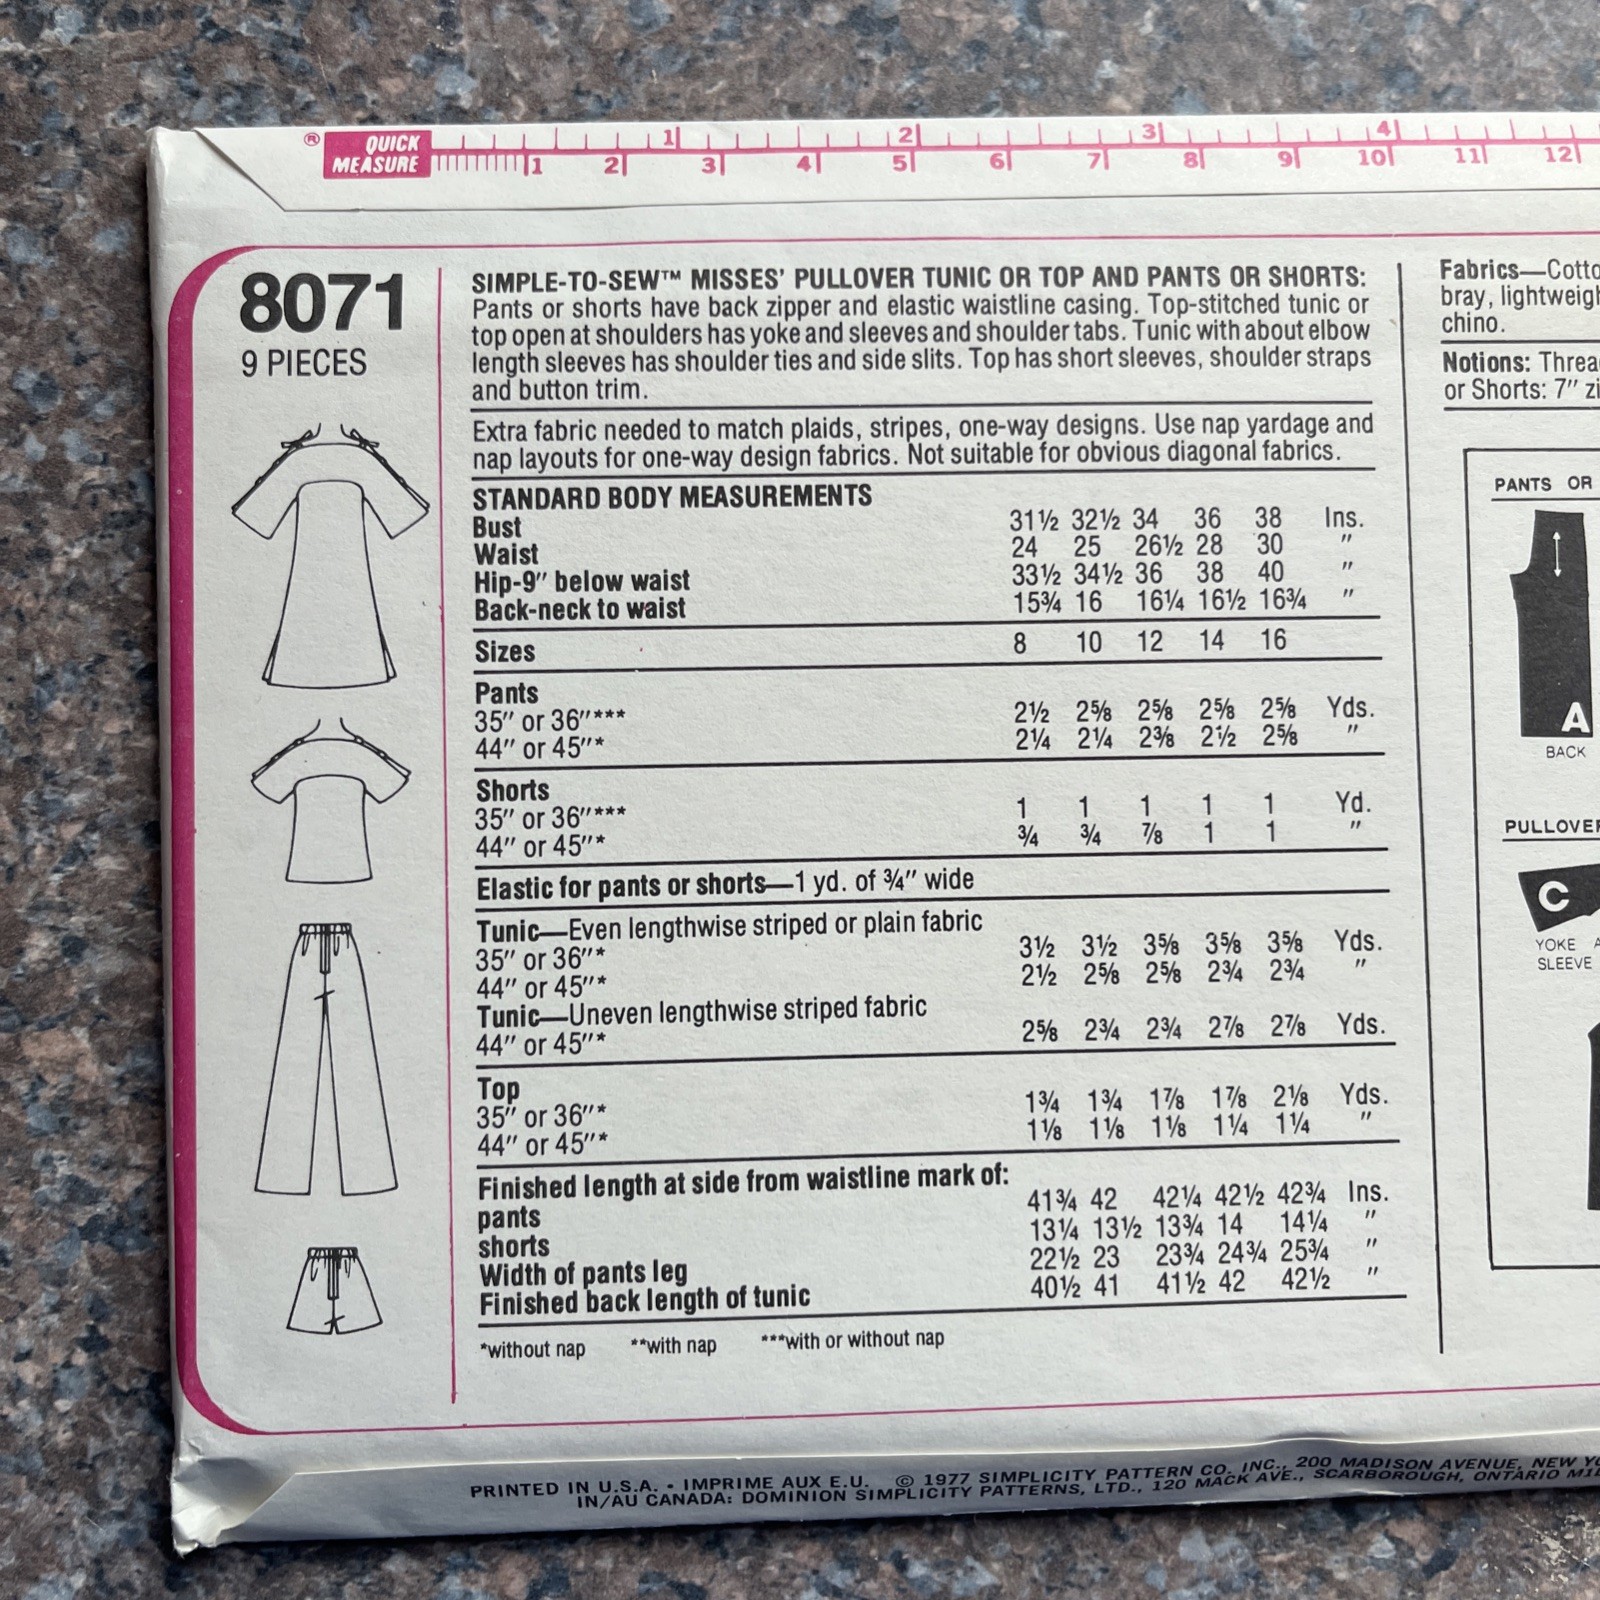 ® QUICK MEASURE
1 2 3 4
1 2 3 4 5 6 7 8 9 10 11 12
8071
9 PIECES
SIMPLE-TO-SEW™ MISSES' PULLOVER TUNIC OR TOP AND PANTS OR SHORTS:
Pants or shorts have back zipper and elastic waistline casing. Top-stitched tunic or
top open at shoulders has yoke and sleeves and shoulder tabs. Tunic with about elbow
length sleeves has shoulder ties and side slits. Top has short sleeves, shoulder straps
and button trim.
Extra fabric needed to match plaids, stripes, one-way designs. Use nap yardage and
nap layouts for one-way design fabrics. Not suitable for obvious diagonal fabrics.
STANDARD BODY MEASUREMENTS
Bust 31½ 32½ 34 36 38 Ins.
Waist 24 25 26½ 28 30 "
Hip-9" below waist 33½ 34½ 36 38 40 "
Back-neck to waist 15¾ 16 16¼ 16½ 16¾ "
Sizes 8 10 12 14 16
Pants
35" or 36"*** 2½ 2⅝ 2⅝ 2⅝ 2⅝ Yds.
44" or 45"* 2¼ 2¼ 2⅜ 2½ 2⅝ "
Shorts
35" or 36"*** 1 1 1 1 1 Yd.
44" or 45"* ¾ ¾ ⅞ 1 1 "
Elastic for pants or shorts—1 yd. of ¾" wide
Tunic—Even lengthwise striped or plain fabric
35" or 36"* 3½ 3½ 3⅝ 3⅝ 3⅝ Yds.
44" or 45"* 2½ 2⅝ 2⅝ 2¾ 2¾ "
Tunic—Uneven lengthwise striped fabric
44" or 45"* 2⅝ 2¾ 2¾ 2⅞ 2⅞ Yds.
Top
35" or 36"* 1¾ 1¾ 1⅞ 1⅞ 2⅛ Yds.
44" or 45"* 1⅛ 1⅛ 1⅛ 1¼ 1¼ "
Finished length at side from waistline mark of:
pants 41¾ 42 42¼ 42½ 42¾ Ins.
shorts 13¼ 13½ 13¾ 14 14¼ "
Width of pants leg 22½ 23 23¾ 24¾ 25¾ "
Finished back length of tunic 40½ 41 41½ 42 42½ "
*without nap **with nap ***with or without nap
Fabrics—Cotto
bray, lightweigh
chino.
Notions: Threa
or Shorts: 7" zi
PANTS OR
A
BACK
PULLOVER
C
YOKE A
SLEEVE
PRINTED IN U.S.A. • IMPRIME AUX E.U. © 1977 SIMPLICITY PATTERN CO. INC., 200 MADISON AVENUE, NEW YO
IN/AU CANADA: DOMINION SIMPLICITY PATTERNS, LTD., 120 MACK AVE., SCARBOROUGH, ONTARIO M1L